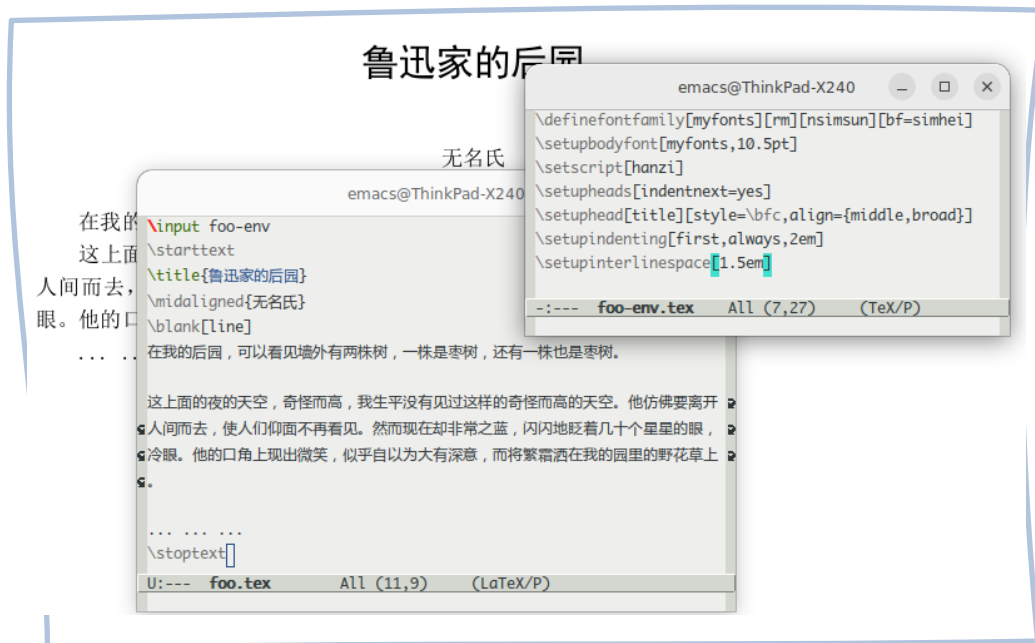 鲁迅家的后园
无名氏
在我的
这上面
人间而去，
眼。他的口
... ..
emacs@ThinkPad-X240
\definefontfamily[myfonts][rm][nsimsun][bf=simhei]
\setupbodyfont[myfonts,10.5pt]
\setscript[hanzi]
\setupheads[indentnext=yes]
\setuphead[title][style=\bfc,align={middle,broad}]
\setupindenting[first,always,2em]
\setupinterlinespace[1.5em]
-:---  foo-env.tex    All (7,27)    (TeX/P)
emacs@ThinkPad-X240
\input foo-env
\starttext
\title{鲁迅家的后园}
\midaligned{无名氏}
\blank[line]
在我的后园，可以看见墙外有两株树，一株是枣树，还有一株也是枣树。
这上面的夜的天空，奇怪而高，我生平没有见过这样的奇怪而高的天空。他仿佛要离开
人间而去，使人们仰面不再看见。然而现在却非常之蓝，闪闪地眨着几十个星星的眼，
冷眼。他的口角上现出微笑，似乎自以为大有深意，而将繁霜洒在我的园里的野花草上
。
... ... ...
\stoptext
U:---  foo.tex        All (11,9)     (LaTeX/P)